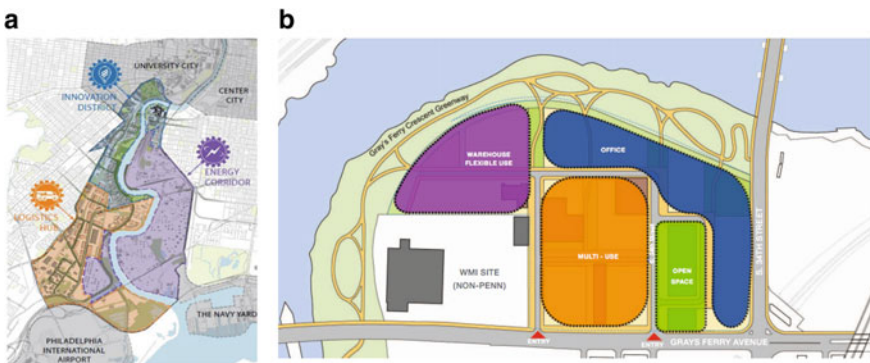 a
UNIVERSITY CITY
CENTER
CITY
INNOVATION
DISTRICT
ENERGY
CORRIDOR
LOGISTICS
HUB
THE NAVY YARD
PHILADELPHIA
INTERNATIONAL
AIRPORT
b
Gray's Ferry Crescent Greenway
WAREHOUSE
FLEXIBLE USE
OFFICE
WMI SITE
(NON-PENN)
MULTI - USE
OPEN
SPACE
S. 34TH STREET
ENTRY
ENTRY
GRAYS FERRY AVENUE